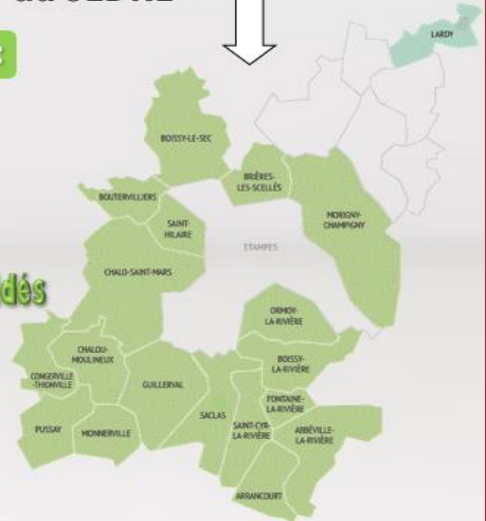 LARDY
BOISSY-LE-SEC
BRIÈRES-
LES-SCELLÉS
BOUTERVILLIERS
MORIGNY-
CHAMPIGNY
SAINT-
HILAIRE
ETAMPES
CHALO-SAINT-MARS
ORMOY-
LA-RIVIÈRE
CHALOU-
MOULINEUX
BOISSY-
LA-RIVIÈRE
CONGERVILLE
-THIONVILLE
GUILLERVAL
FONTAINE-
LA-RIVIÈRE
SACLAS
PUSSAY
MONNERVILLE
SAINT-CYR-
LA-RIVIÈRE
ABBÉVILLE-
LA-RIVIÈRE
ARRANCOURT